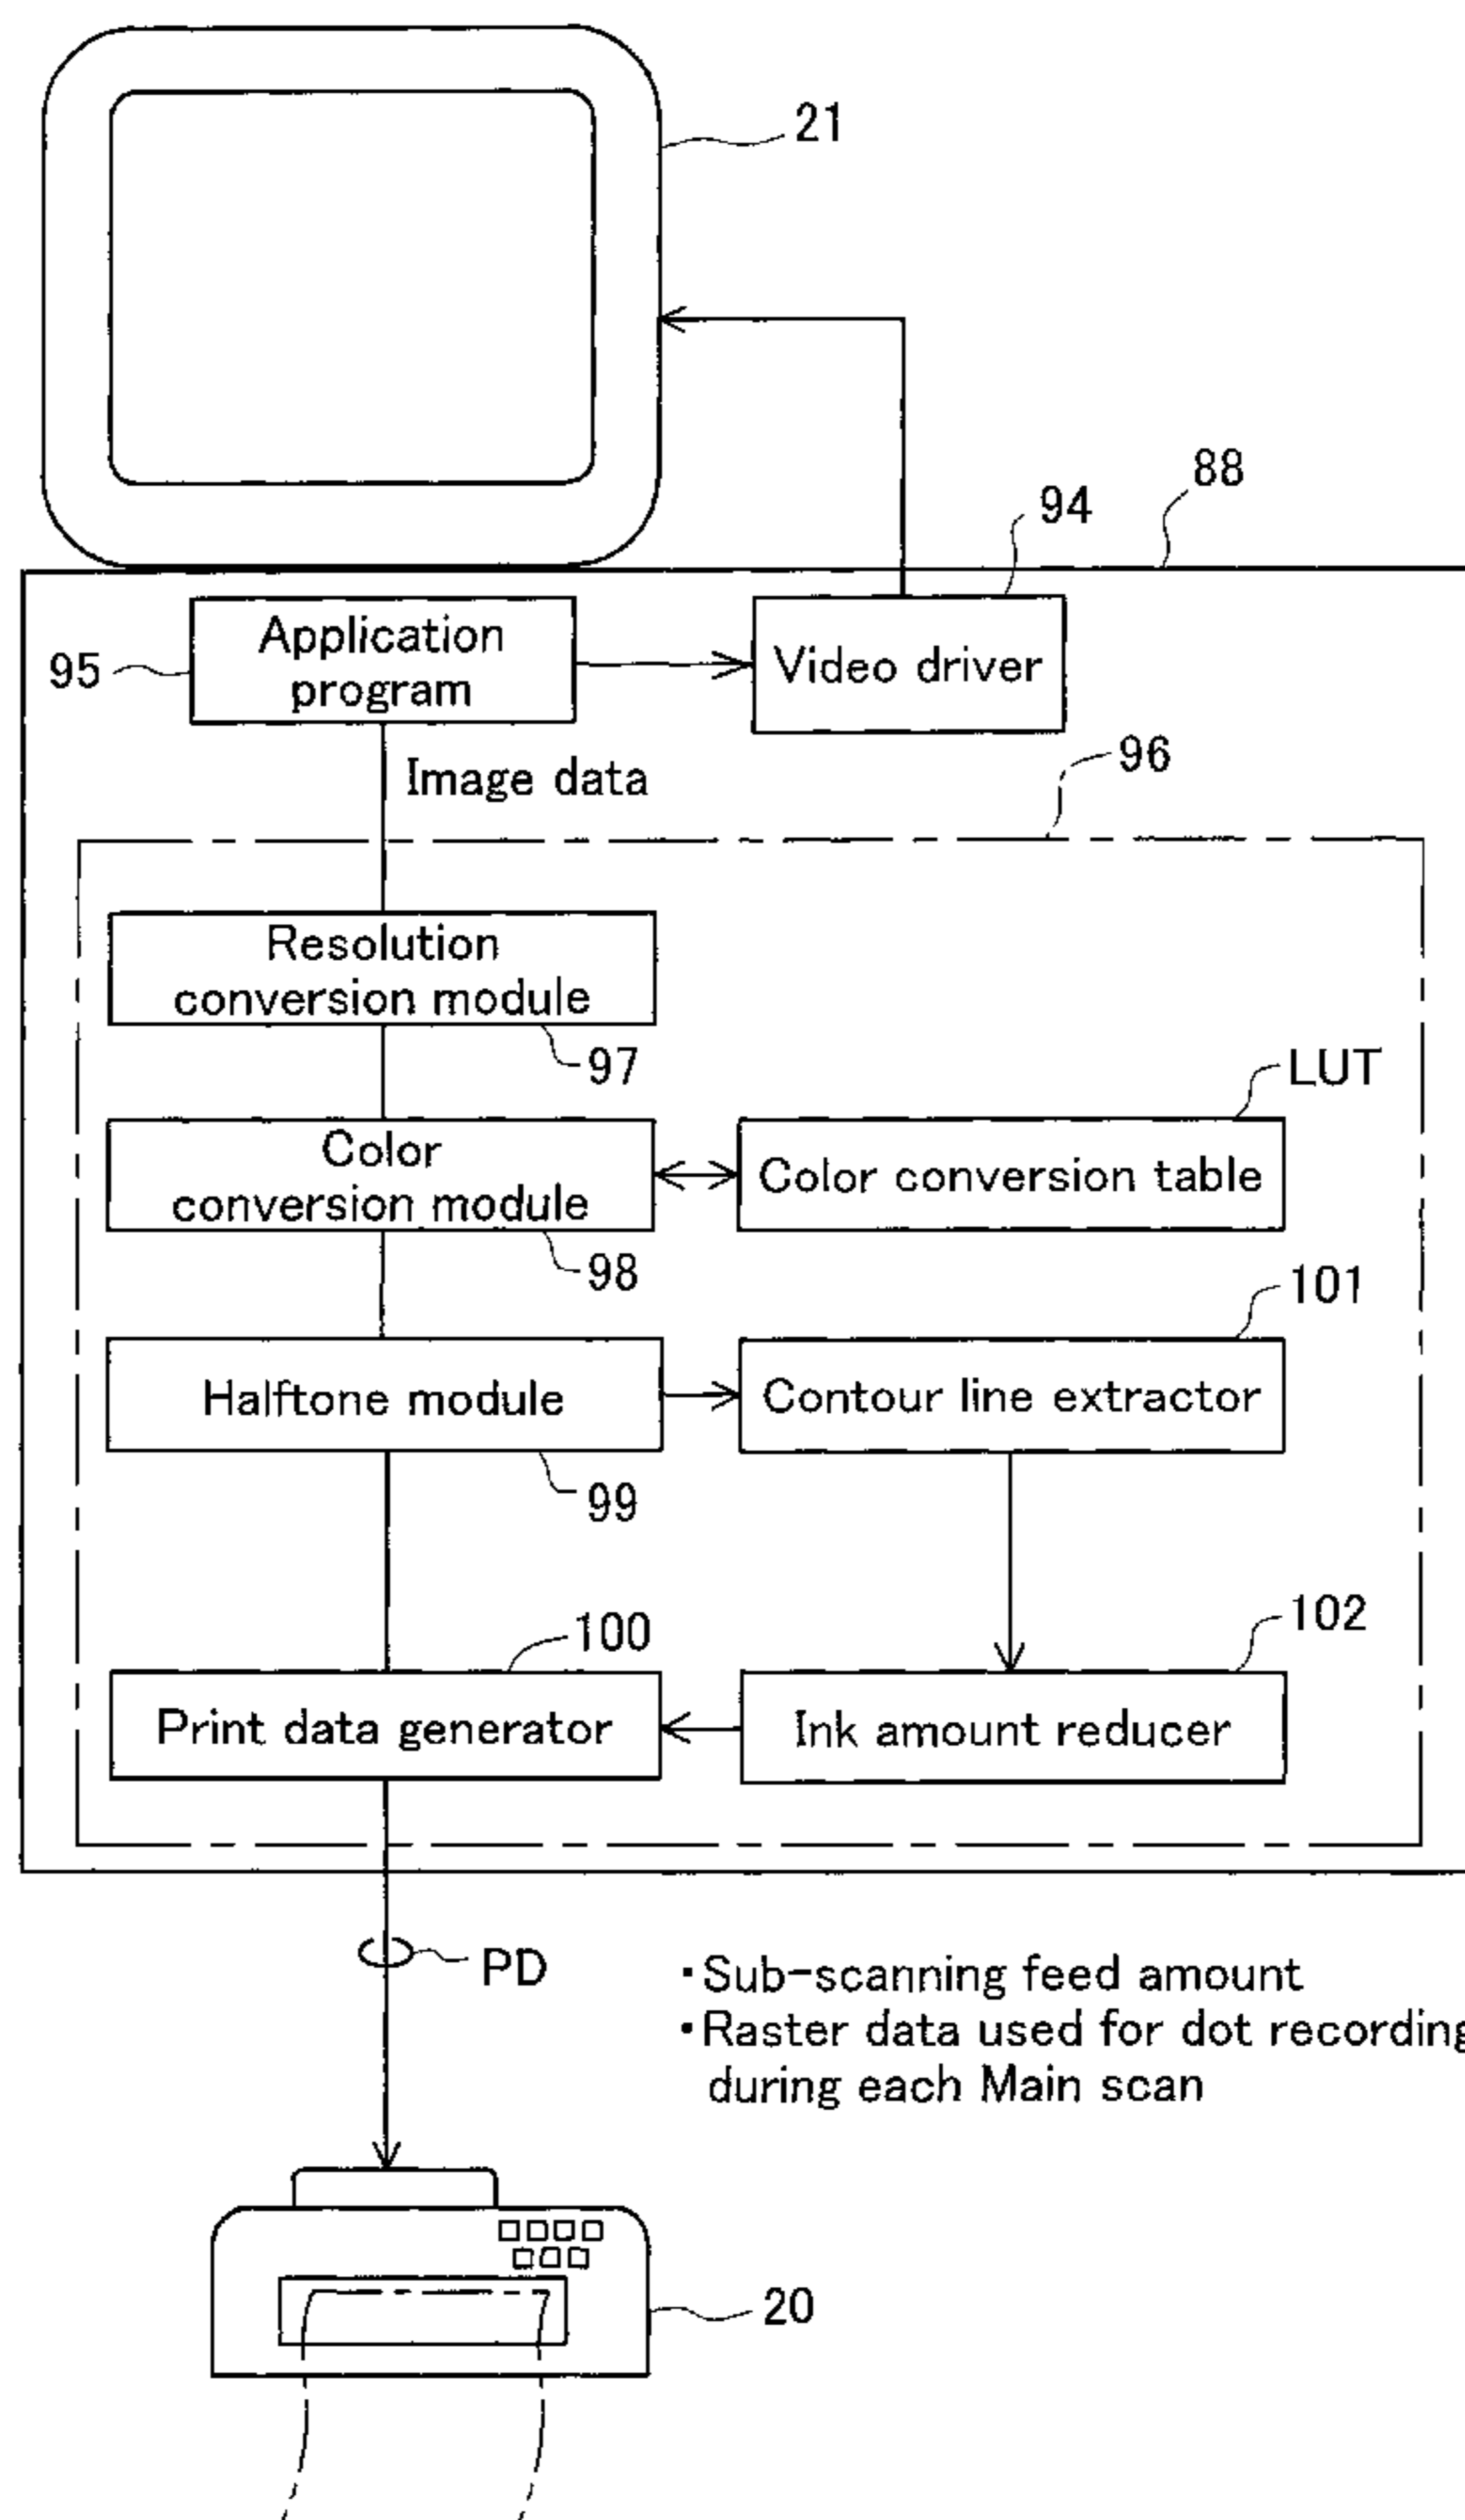 21
88
94
Application
program
95
Video driver
96
Image data
Resolution
conversion module
97
LUT
Color
conversion module
Color conversion table
98
101
Halftone module
Contour line extractor
99
100
102
Print data generator
Ink amount reducer
PD
・Sub-scanning feed amount
・Raster data used for dot recording
during each Main scan
20